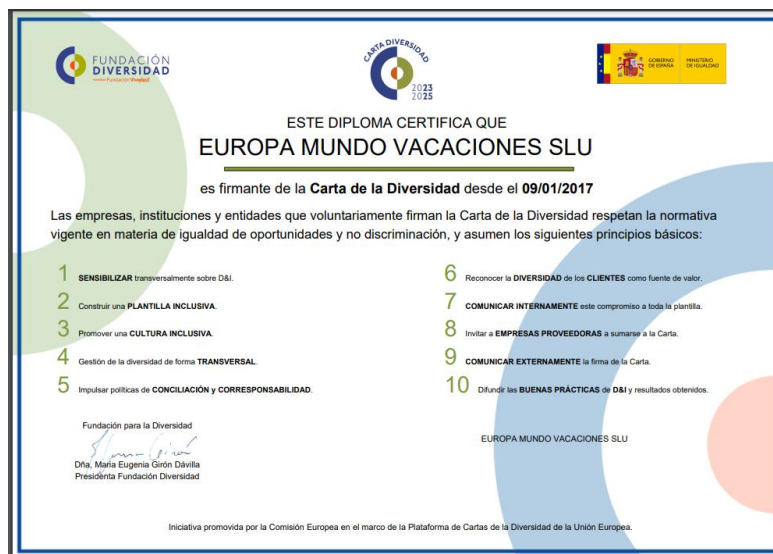 FUNDACIÓN
DIVERSIDAD
Fundación
CARTA DIVERSIDAD
2023
2025
GOBIERNO
DE ESPAÑA
MINISTERIO
DE IGUALDAD
ESTE DIPLOMA CERTIFICA QUE
EUROPA MUNDO VACACIONES SLU
es firmante de la Carta de la Diversidad desde el 09/01/2017
Las empresas, instituciones y entidades que voluntariamente firman la Carta de la Diversidad respetan la normativa
vigente en materia de igualdad de oportunidades y no discriminación, y asumen los siguientes principios básicos:
1 SENSIBILIZAR transversalmente sobre D&I.
2 Construir una PLANTILLA INCLUSIVA.
3 Promover una CULTURA INCLUSIVA.
4 Gestión de la diversidad de forma TRANSVERSAL.
5 Impulsar políticas de CONCILIACIÓN y CORRESPONSABILIDAD.
6 Reconocer la DIVERSIDAD de los CLIENTES como fuente de valor.
7 COMUNICAR INTERNAMENTE este compromiso a toda la plantilla.
8 Invitar a EMPRESAS PROVEEDORAS a sumarse a la Carta.
9 COMUNICAR EXTERNAMENTE la firma de la Carta.
10 Difundir las BUENAS PRÁCTICAS de D&I y resultados obtenidos.
Fundación para la Diversidad
Dña. Maria Eugenia Girón Dávilla
Presidenta Fundación Diversidad
EUROPA MUNDO VACACIONES SLU
Iniciativa promovida por la Comisión Europea en el marco de la Plataforma de Cartas de la Diversidad de la Unión Europea.